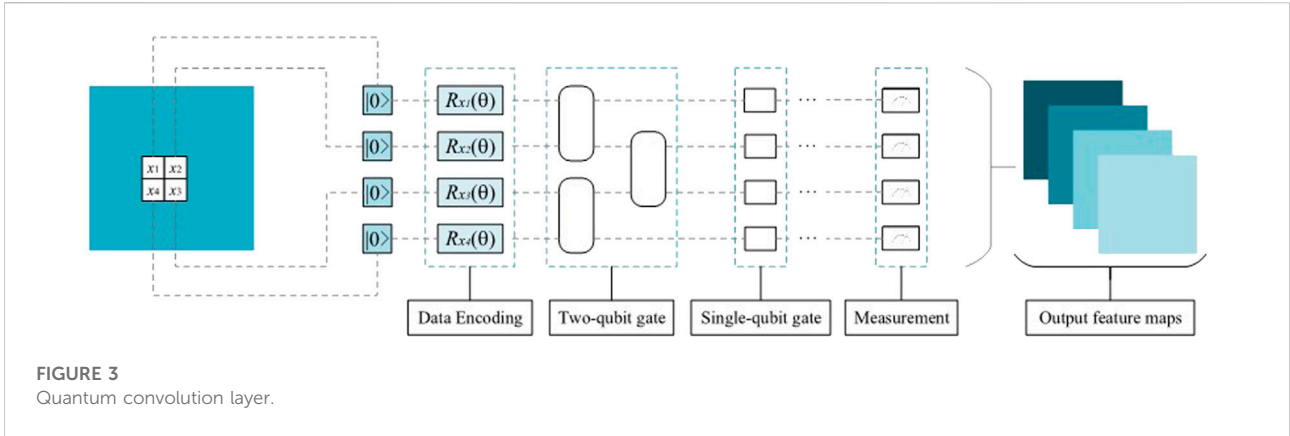 x1 x2
x4 x3
|0> Rx1(θ) ...
|0> Rx2(θ) ...
|0> Rx3(θ) ...
|0> Rx4(θ) ...
Data Encoding
Two-qubit gate
Single-qubit gate
Measurement
Output feature maps
FIGURE 3
Quantum convolution layer.